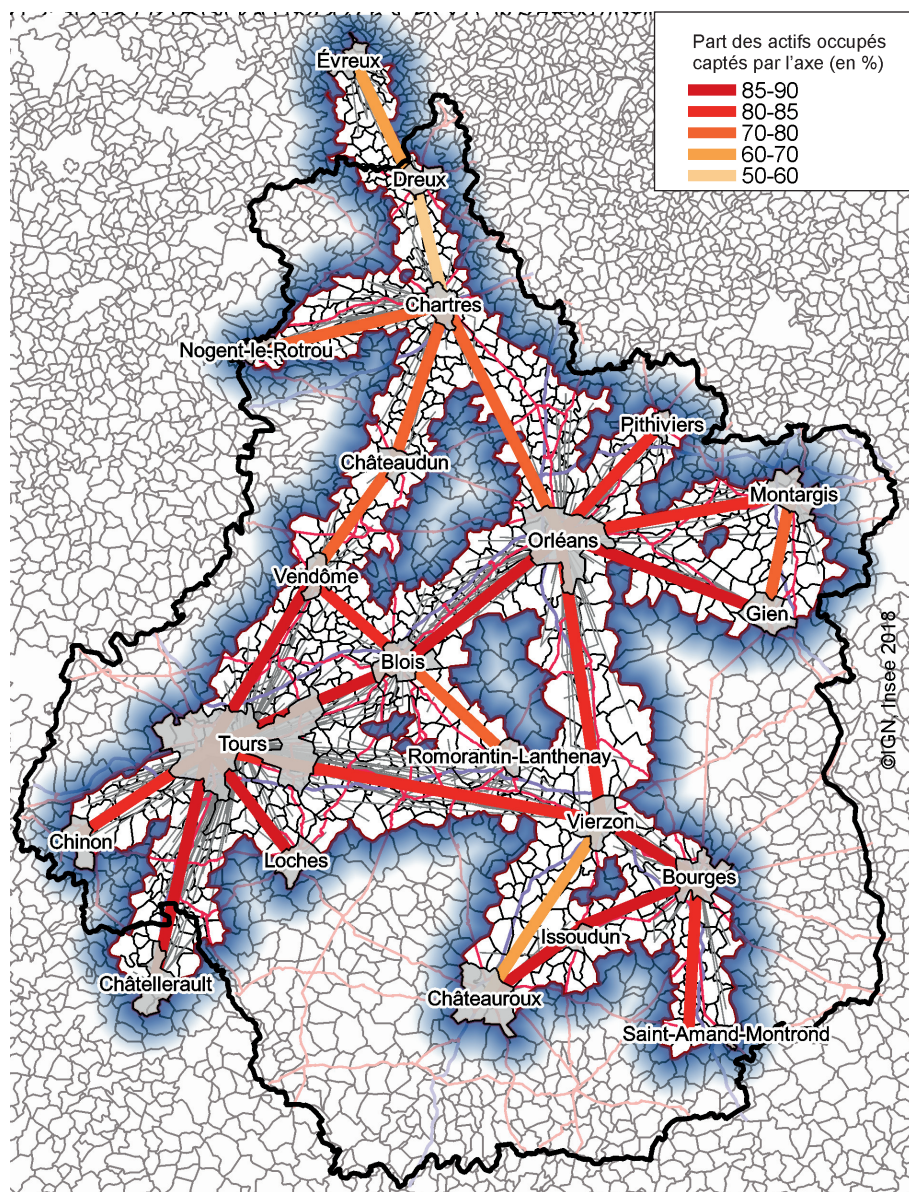 Part des actifs occupés
captés par l'axe (en %)
85-90
80-85
70-80
60-70
50-60
Évreux
Dreux
Chartres
Nogent-le-Rotrou
Pithiviers
Châteaudun
Montargis
Orléans
Vendôme
Gien
Blois
Tours
Romorantin-Lanthenay
Vierzon
Chinon
Loches
Bourges
Issoudun
Châtellerault
Châteauroux
Saint-Amand-Montrond
©IGN, Insee 2018